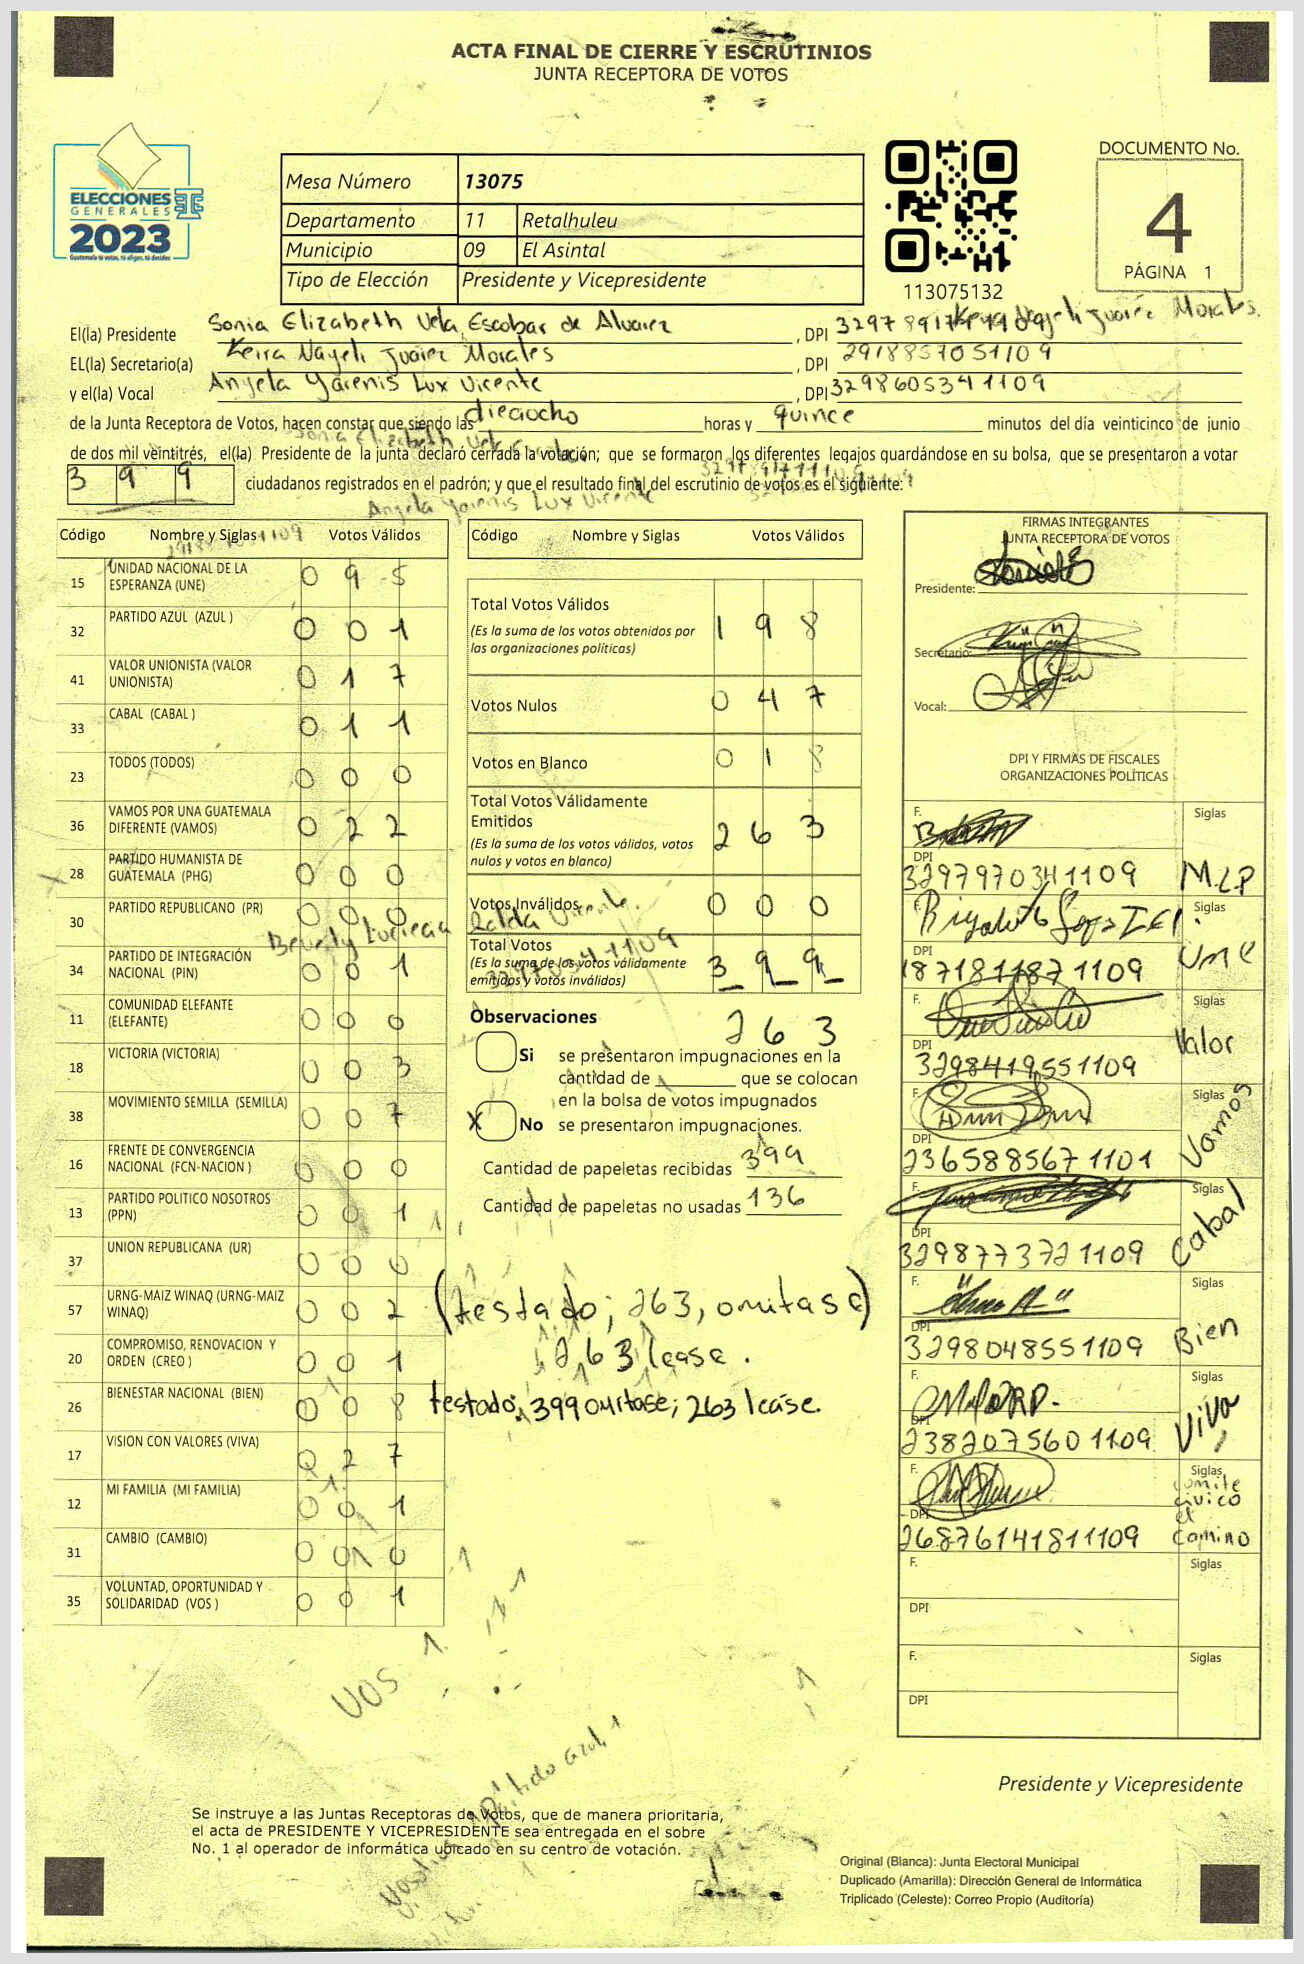 ACTA FINAL DE CIERRE Y ESCRUTINIOS
JUNTA RECEPTORA DE VOTOS
ELECCIONES
GENERALES
2023
Guatemala tú votas, tú eliges, tú decides
Mesa Número 13075
Departamento 11 Retalhuleu
Municipio 09 El Asintal
Tipo de Elección Presidente y Vicepresidente
113075132
DOCUMENTO No.
4
PÁGINA 1
El(la) Presidente Sonia Elizabeth Vela Escobar de Alvarez , DPI
EL(la) Secretario(a) Keira Nayeli Juarez Morales , DPI 2918857051109
y el(la) Vocal Angela Yarenis Lux Vicente , DPI 3298605341109
de la Junta Receptora de Votos, hacen constar que siendo las dieciocho horas y quince minutos del día veinticinco de junio
de dos mil veintitrés, el(la) Presidente de la junta declaró cerrada la votación; que se formaron los diferentes legajos guardándose en su bolsa, que se presentaron a votar
3 9 9 ciudadanos registrados en el padrón; y que el resultado final del escrutinio de votos es el siguiente:
Angela Yarenis Lux Vicente
Código Nombre y Siglas Votos Válidos
15 UNIDAD NACIONAL DE LA ESPERANZA (UNE) 0 9 5
32 PARTIDO AZUL (AZUL ) 0 0 1
41 VALOR UNIONISTA (VALOR UNIONISTA) 0 1 7
33 CABAL (CABAL ) 0 1 1
23 TODOS (TODOS) 0 0 0
36 VAMOS POR UNA GUATEMALA DIFERENTE (VAMOS) 0 2 2
28 PARTIDO HUMANISTA DE GUATEMALA (PHG) 0 0 0
30 PARTIDO REPUBLICANO (PR) 0 0 0
34 PARTIDO DE INTEGRACIÓN NACIONAL (PIN) 0 0 1
11 COMUNIDAD ELEFANTE (ELEFANTE) 0 0 0
18 VICTORIA (VICTORIA) 0 0 3
38 MOVIMIENTO SEMILLA (SEMILLA) 0 0 7
16 FRENTE DE CONVERGENCIA NACIONAL (FCN-NACION ) 0 0 0
13 PARTIDO POLITICO NOSOTROS (PPN) 0 0 1
37 UNION REPUBLICANA (UR) 0 0 0
57 URNG-MAIZ WINAQ (URNG-MAIZ WINAQ) 0 0 2
20 COMPROMISO, RENOVACION Y ORDEN (CREO ) 0 0 1
26 BIENESTAR NACIONAL (BIEN) 0 0 8
17 VISION CON VALORES (VIVA) 0 2 7
12 MI FAMILIA (MI FAMILIA) 0 0 1
31 CAMBIO (CAMBIO) 0 0 0
35 VOLUNTAD, OPORTUNIDAD Y SOLIDARIDAD (VOS ) 0 0 1
VOS 1
Código Nombre y Siglas Votos Válidos
Total Votos Válidos 1 9 8
(Es la suma de los votos obtenidos por
las organizaciones políticas)
Votos Nulos 0 4 7
Votos en Blanco 0 1 8
Total Votos Válidamente
Emitidos 2 6 3
(Es la suma de los votos válidos, votos
nulos y votos en blanco)
Votos Inválidos 0 0 0
Total Votos 3 9 9
(Es la suma de los votos válidamente
emitidos y votos inválidos)
2 6 3
Observaciones
Si se presentaron impugnaciones en la
cantidad de ________ que se colocan
en la bolsa de votos impugnados
X No se presentaron impugnaciones.
Cantidad de papeletas recibidas 399
Cantidad de papeletas no usadas 136
(testado; 263, omitase)
263 lease.
testado: 399 omitase; 263 léase.
FIRMAS INTEGRANTES
JUNTA RECEPTORA DE VOTOS
Presidente:
Secretario:
Vocal:
DPI Y FIRMAS DE FISCALES
ORGANIZACIONES POLÍTICAS
F. Siglas
DPI 3297970341109 M.L.P
F. Siglas
DPI 1871811871109 UNE
F. Siglas
DPI 3298419551109 Valor
F. Siglas
DPI 2365885671101 Vamos
F. Siglas
DPI 3298773721109 Cabal
F. Siglas
DPI 3298048551109 Bien
F. Siglas
DPI 2382075601109 Viva
F. Siglas
DPI 26876141811109 comite civico el camino
F. Siglas
DPI
F. Siglas
DPI
Presidente y Vicepresidente
Se instruye a las Juntas Receptoras de Votos, que de manera prioritaria,
el acta de PRESIDENTE Y VICEPRESIDENTE sea entregada en el sobre
No. 1 al operador de informática ubicado en su centro de votación.
Original (Blanca): Junta Electoral Municipal
Duplicado (Amarilla): Dirección General de Informática
Triplicado (Celeste): Correo Propio (Auditoría)